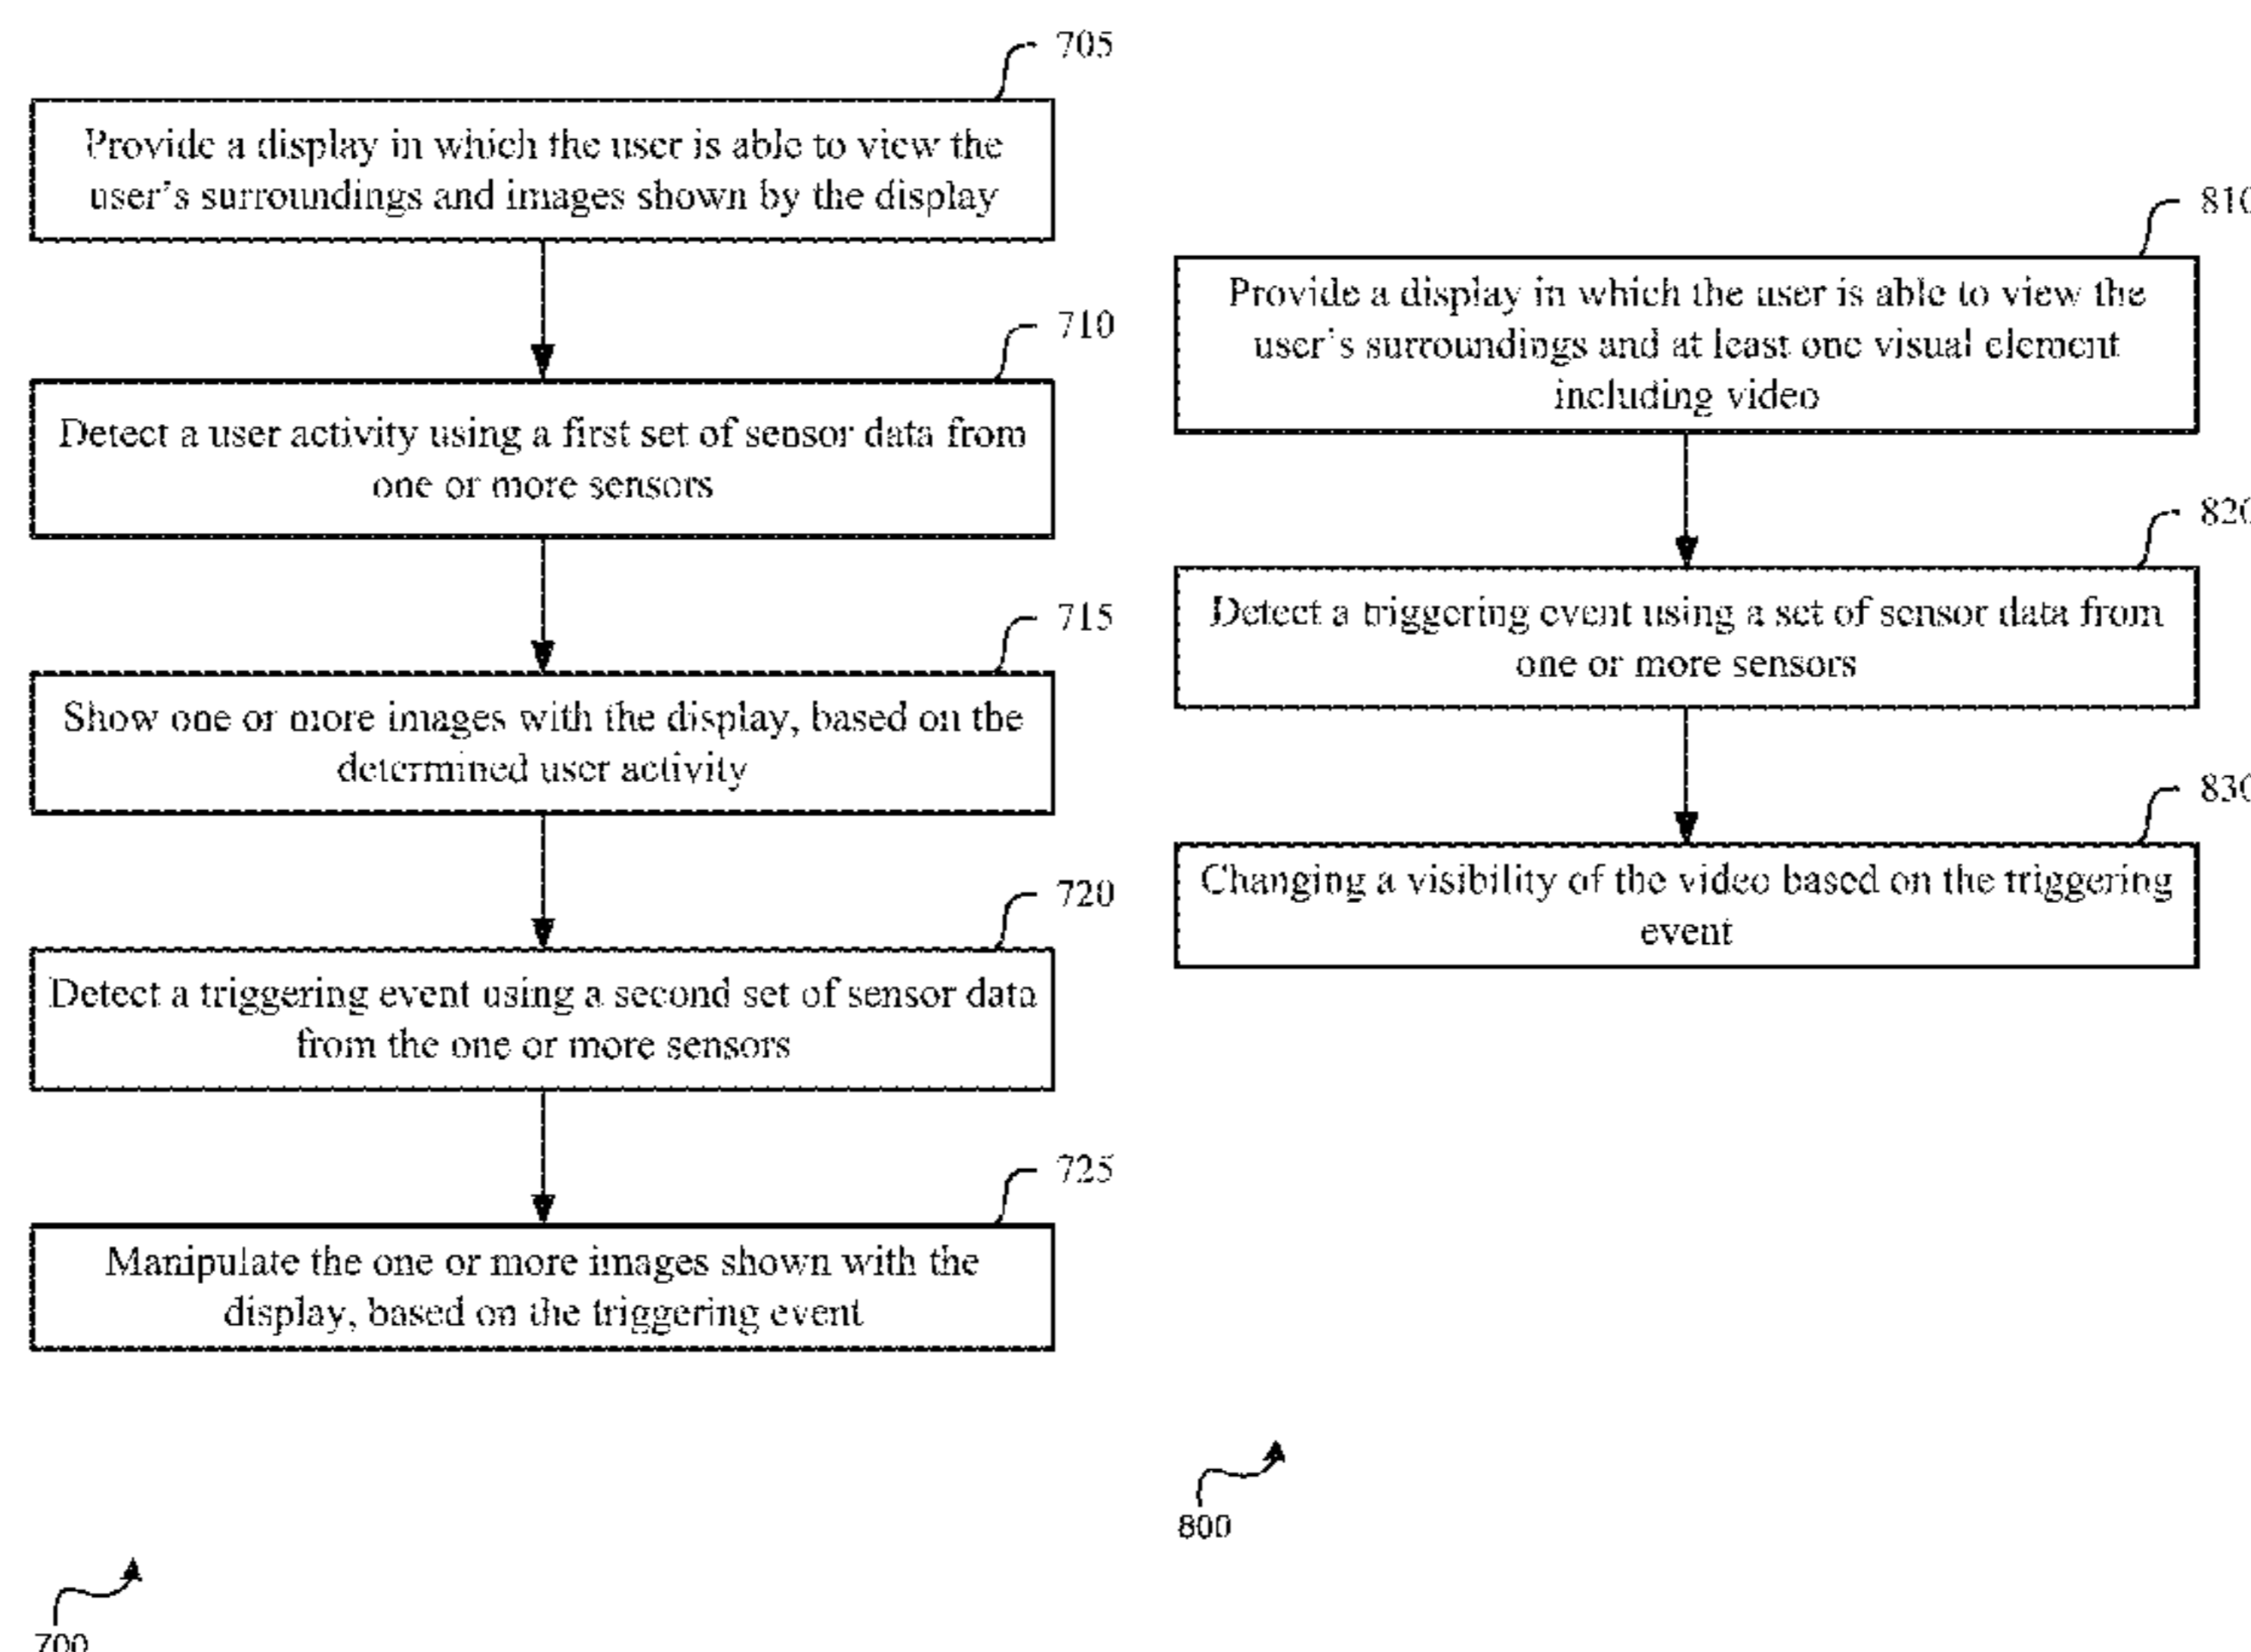 705
Provide a display in which the user is able to view the
user's surroundings and images shown by the display
710
Detect a user activity using a first set of sensor data from
one or more sensors
715
Show one or more images with the display, based on the
determined user activity
720
Detect a triggering event using a second set of sensor data
from the one or more sensors
725
Manipulate the one or more images shown with the
display, based on the triggering event
700
810
Provide a display in which the user is able to view the
user's surroundings and at least one visual element
including video
820
Detect a triggering event using a set of sensor data from
one or more sensors
830
Changing a visibility of the video based on the triggering
event
800